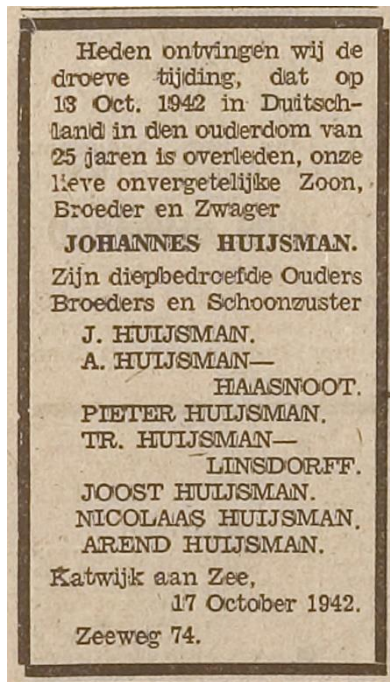 Heden ontvingen wij de
droeve tijding, dat op
13 Oct. 1942 in Duitsch-
land in den ouderdom van
25 jaren is overleden, onze
lieve onvergetelijke Zoon,
Broeder en Zwager
JOHANNES HUIJSMAN.
Zijn diepbedroefde Ouders
Broeders en Schoonzuster
J. HUIJSMAN.
A. HUIJSMAN—
HAASNOOT.
PIETER HUIJSMAN.
TR. HUIJSMAN—
LINSDORFF.
JOOST HUIJSMAN.
NICOLAAS HUIJSMAN.
AREND HUIJSMAN.
Katwijk aan Zee,
17 October 1942.
Zeeweg 74.